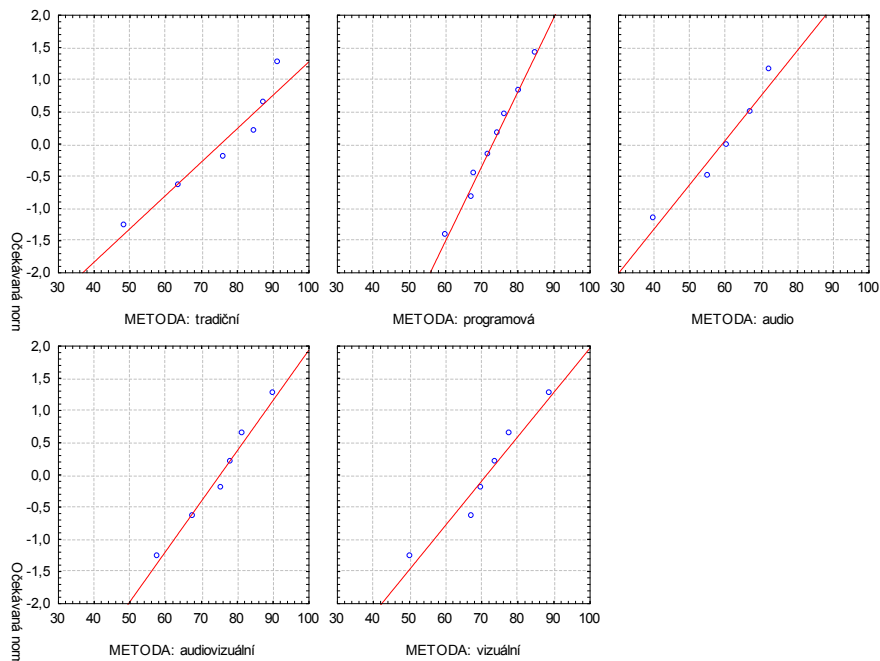 2,0
1,5
1,0
0,5
0,0
-0,5
-1,0
-1,5
-2,0
Očekávaná norm
30 40 50 60 70 80 90 100
METODA: tradiční
30 40 50 60 70 80 90 100
METODA: programová
30 40 50 60 70 80 90 100
METODA: audio
2,0
1,5
1,0
0,5
0,0
-0,5
-1,0
-1,5
-2,0
Očekávaná norm
30 40 50 60 70 80 90 100
METODA: audiovizuální
30 40 50 60 70 80 90 100
METODA: vizuální